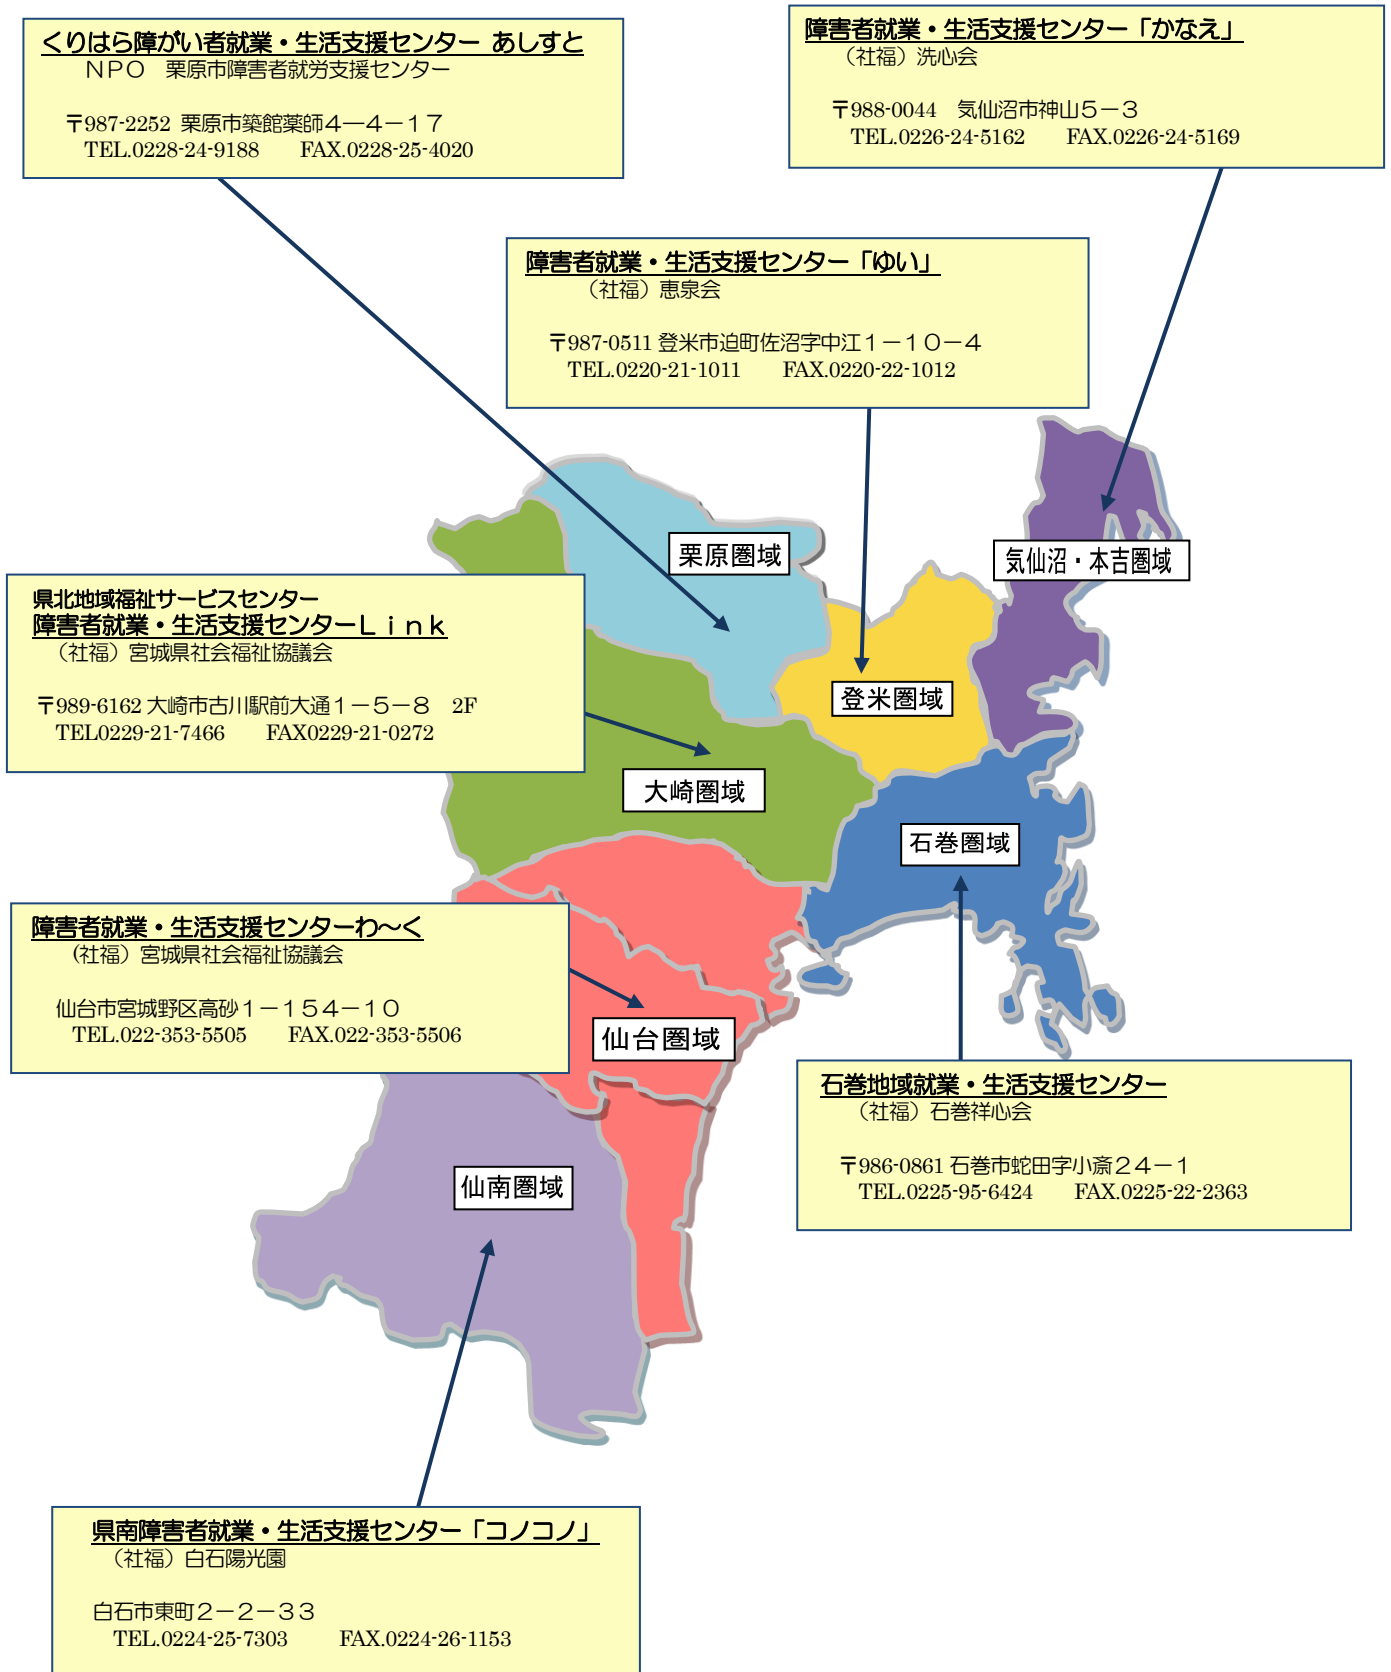 くりはら障がい者就業・生活支援センター あしすと
ＮＰＯ　栗原市障害者就労支援センター
〒987-2252 栗原市築館薬師４―４－１７
TEL.0228-24-9188　　FAX.0228-25-4020
障害者就業・生活支援センター「かなえ」
（社福）洗心会
〒988-0044　気仙沼市神山５－３
TEL.0226-24-5162　　FAX.0226-24-5169
障害者就業・生活支援センター「ゆい」
（社福）恵泉会
〒987-0511 登米市迫町佐沼字中江１－１０－４
TEL.0220-21-1011　　FAX.0220-22-1012
栗原圏域
気仙沼・本吉圏域
県北地域福祉サービスセンター
障害者就業・生活支援センターＬｉｎｋ
（社福）宮城県社会福祉協議会
〒989-6162 大崎市古川駅前大通１－５－８　2F
TEL0229-21-7466　　FAX0229-21-0272
登米圏域
大崎圏域
石巻圏域
障害者就業・生活支援センターわ～く
(社福）宮城県社会福祉協議会
仙台市宮城野区高砂１－１５４－１０
TEL.022-353-5505　　FAX.022-353-5506
仙台圏域
石巻地域就業・生活支援センター
（社福）石巻祥心会
〒986-0861 石巻市蛇田字小斎２４－１
TEL.0225-95-6424　　FAX.0225-22-2363
仙南圏域
県南障害者就業・生活支援センター「コノコノ」
（社福）白石陽光園
白石市東町２－２－３３
TEL.0224-25-7303　　FAX.0224-26-1153